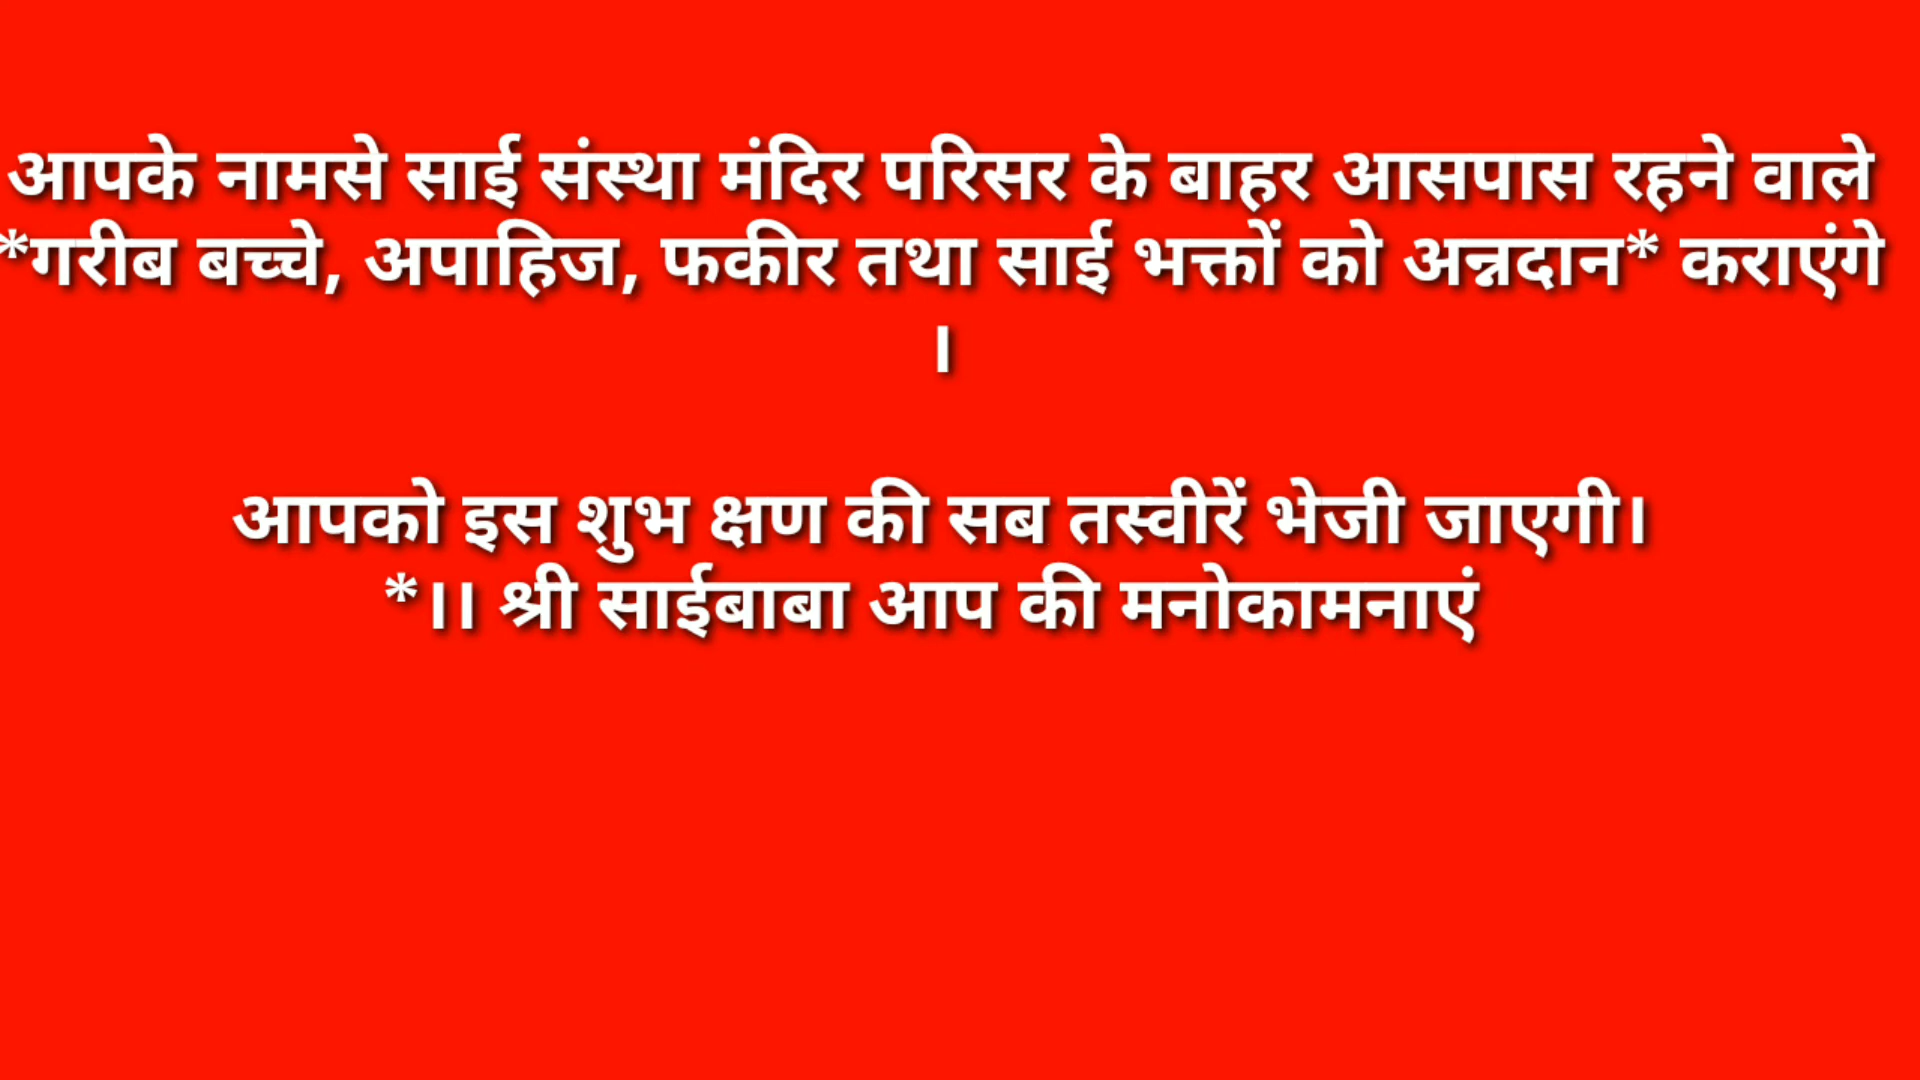 आपके नामसे साई संस्था मंदिर परिसर के बाहर आसपास रहने वाले
*गरीब बच्चे, अपाहिज, फकीर तथा साई भक्तों को अन्नदान* कराएंगे
।
आपको इस शुभ क्षण की सब तस्वीरें भेजी जाएगी।
*।। श्री साईबाबा आप की मनोकामनाएं